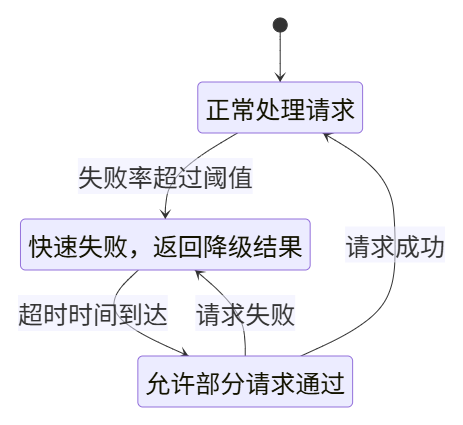 正常处理请求
失败率超过阈值
快速失败，返回降级结果
请求成功
超时时间到达
请求失败
允许部分请求通过